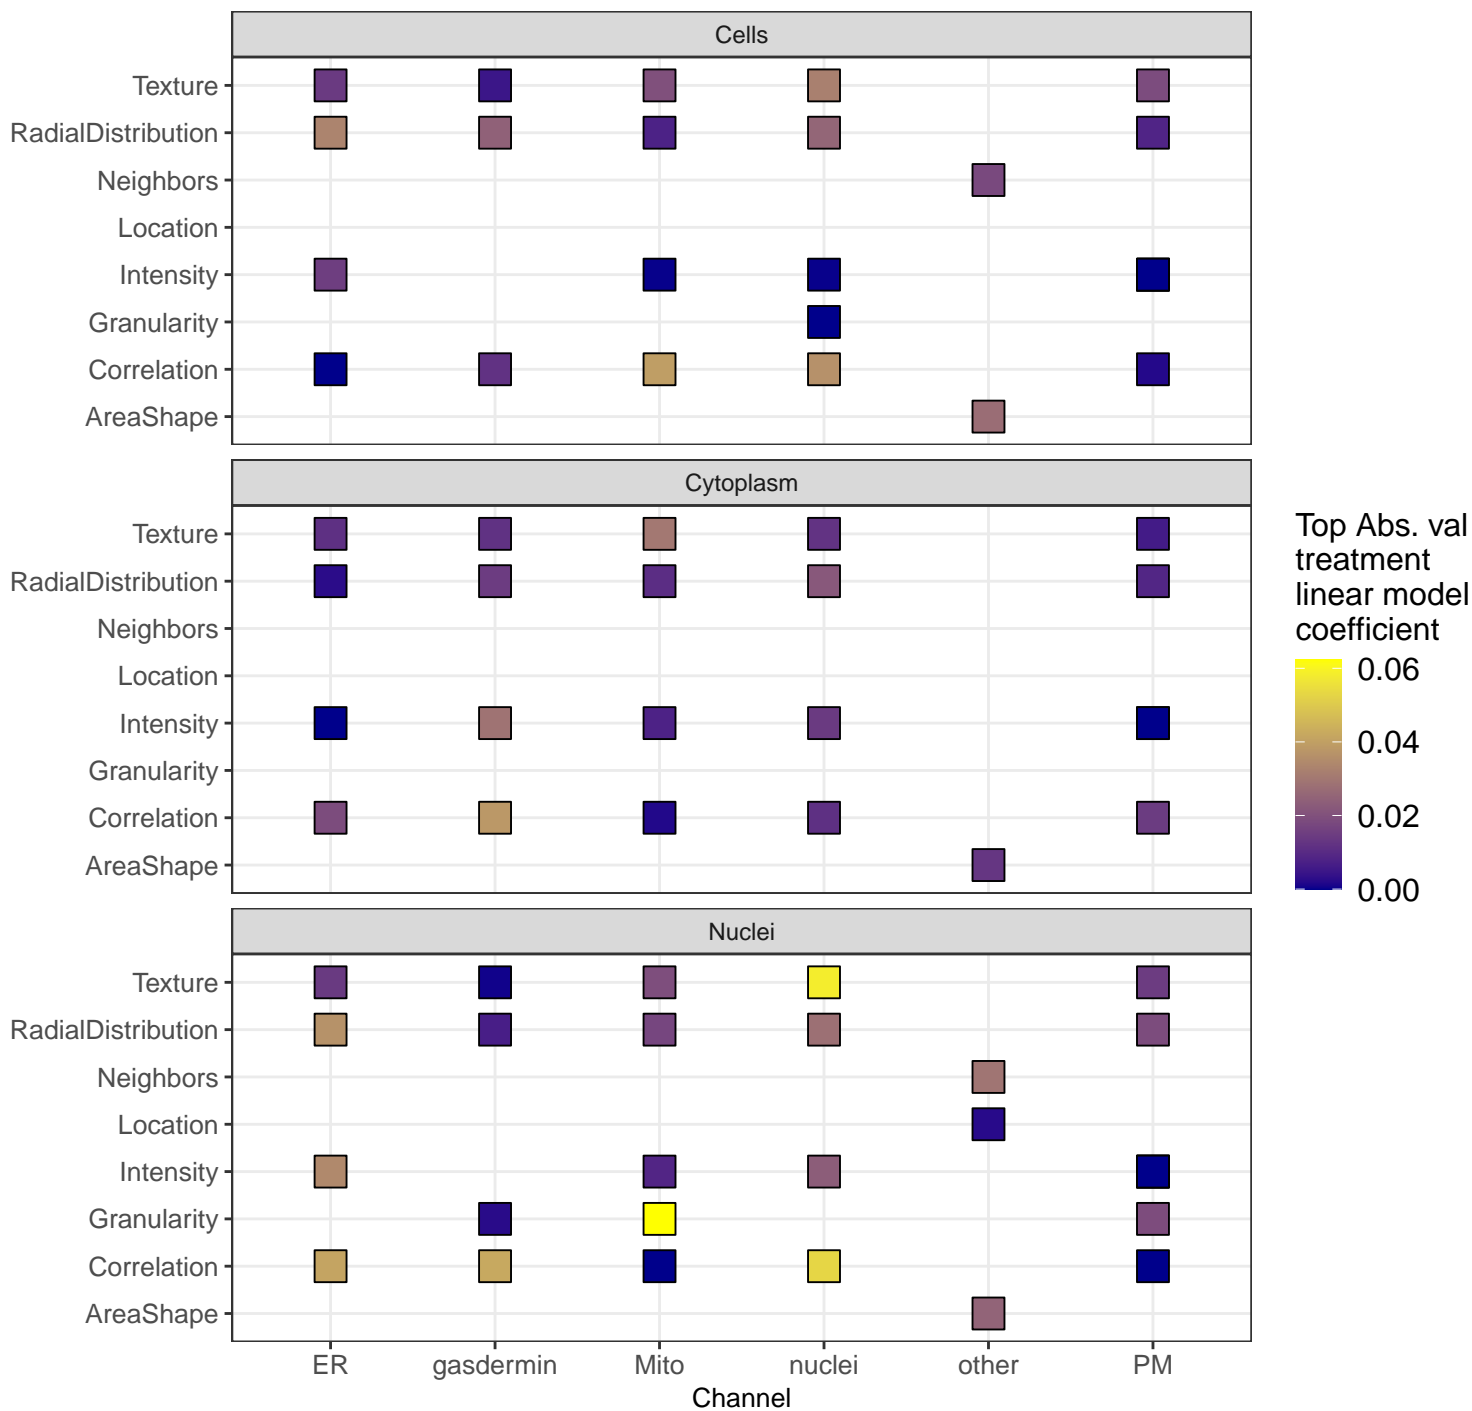 Cells
Texture
RadialDistribution
Neighbors
Location
Intensity
Granularity
Correlation
AreaShape
Cytoplasm
Texture
RadialDistribution
Neighbors
Location
Intensity
Granularity
Correlation
AreaShape
Nuclei
Texture
RadialDistribution
Neighbors
Location
Intensity
Granularity
Correlation
AreaShape
ER gasdermin Mito nuclei other PM
Channel
Top Abs. val
treatment
linear model
coefficient
0.06
0.04
0.02
0.00